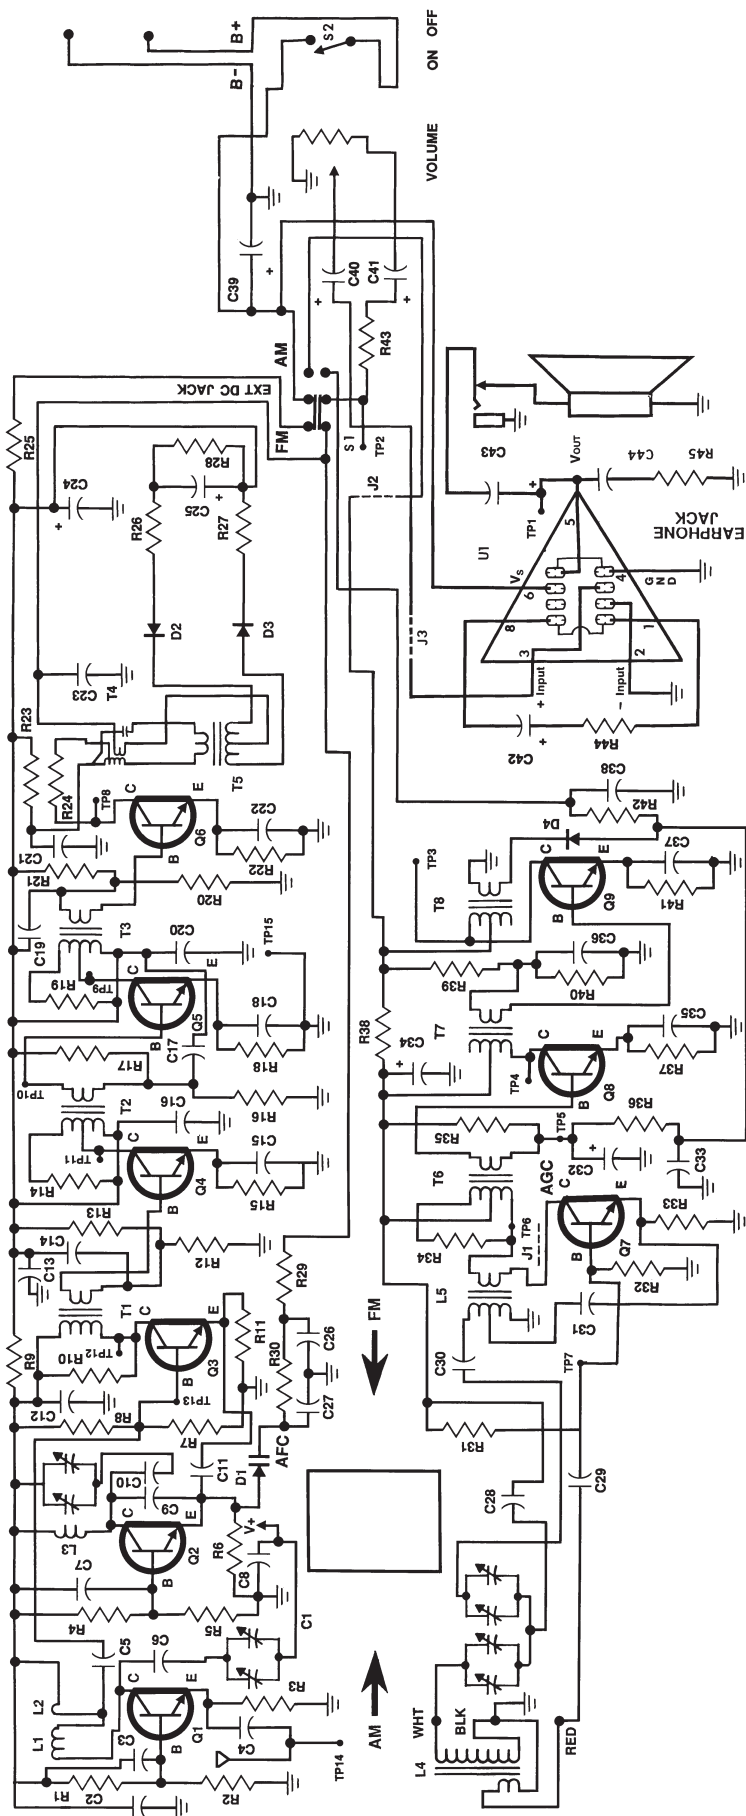 R1
C2
R2
C3
B
Q1
C
E
L1
L2
C4
R3
TP14
C5
C6
C1
AM
R4
C7
R5
B
Q2
C
E
L3
C8
R6
V+
D1
C9
C10
C11
AFC
R7
R8
C12
R9
R10
TP12
TP13
B
Q3
C
E
T1
R11
C27
C26
R30
R29
FM
C13
C14
R13
R12
R14
TP11
B
Q4
C
E
T2
C16
R15
C15
TP10
R17
R16
C17
B
Q5
C
E
R19
TP9
T3
C20
R18
C18
TP15
C19
R21
C21
R20
B
Q6
C
E
R22
C22
TP8
R24
R23
T4
T5
C23
D2
D3
R26
R27
C25
R28
C24
R25
EXT DC JACK
FM
AM
S1
TP2
J2
J3
R43
C40
C41
C39
VOLUME
B-
B+
S2
ON OFF
L4
WHT
BLK
RED
C28
C29
R31
TP7
C30
L5
C31
J1
TP6
R34
T6
AGC
B
Q7
C
E
R32
R33
R35
C32
TP5
R36
C33
C34
R38
TP4
B
Q8
C
E
T7
R37
C35
R39
R40
C36
T8
TP3
B
Q9
C
E
R41
C37
D4
R42
C38
C42
R44
+ Input
- Input
3
2
8
1
6
VS
4
GND
5
U1
VOUT
TP1
C43
C44
R45
EARPHONE
JACK